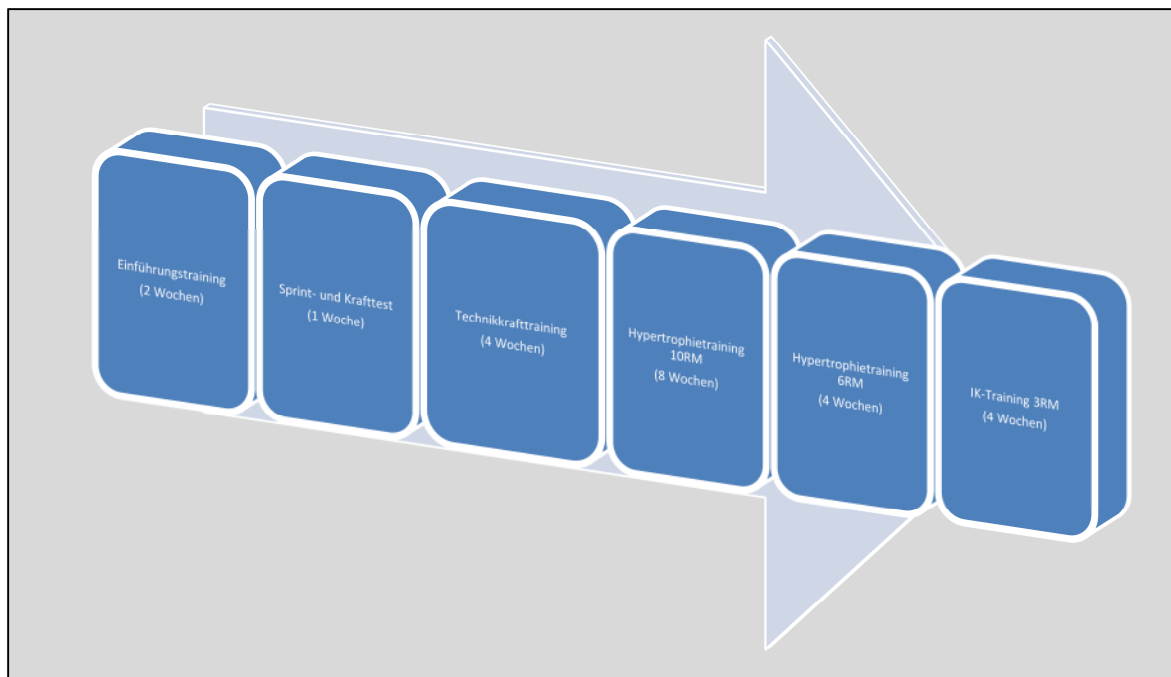 Einführungstraining
(2 Wochen)
Sprint- und Krafttest
(1 Woche)
Technikkrafttraining
(4 Wochen)
Hypertrophietraining
10RM
(8 Wochen)
Hypertrophietraining
6RM
(4 Wochen)
IK-Training 3RM
(4 Wochen)